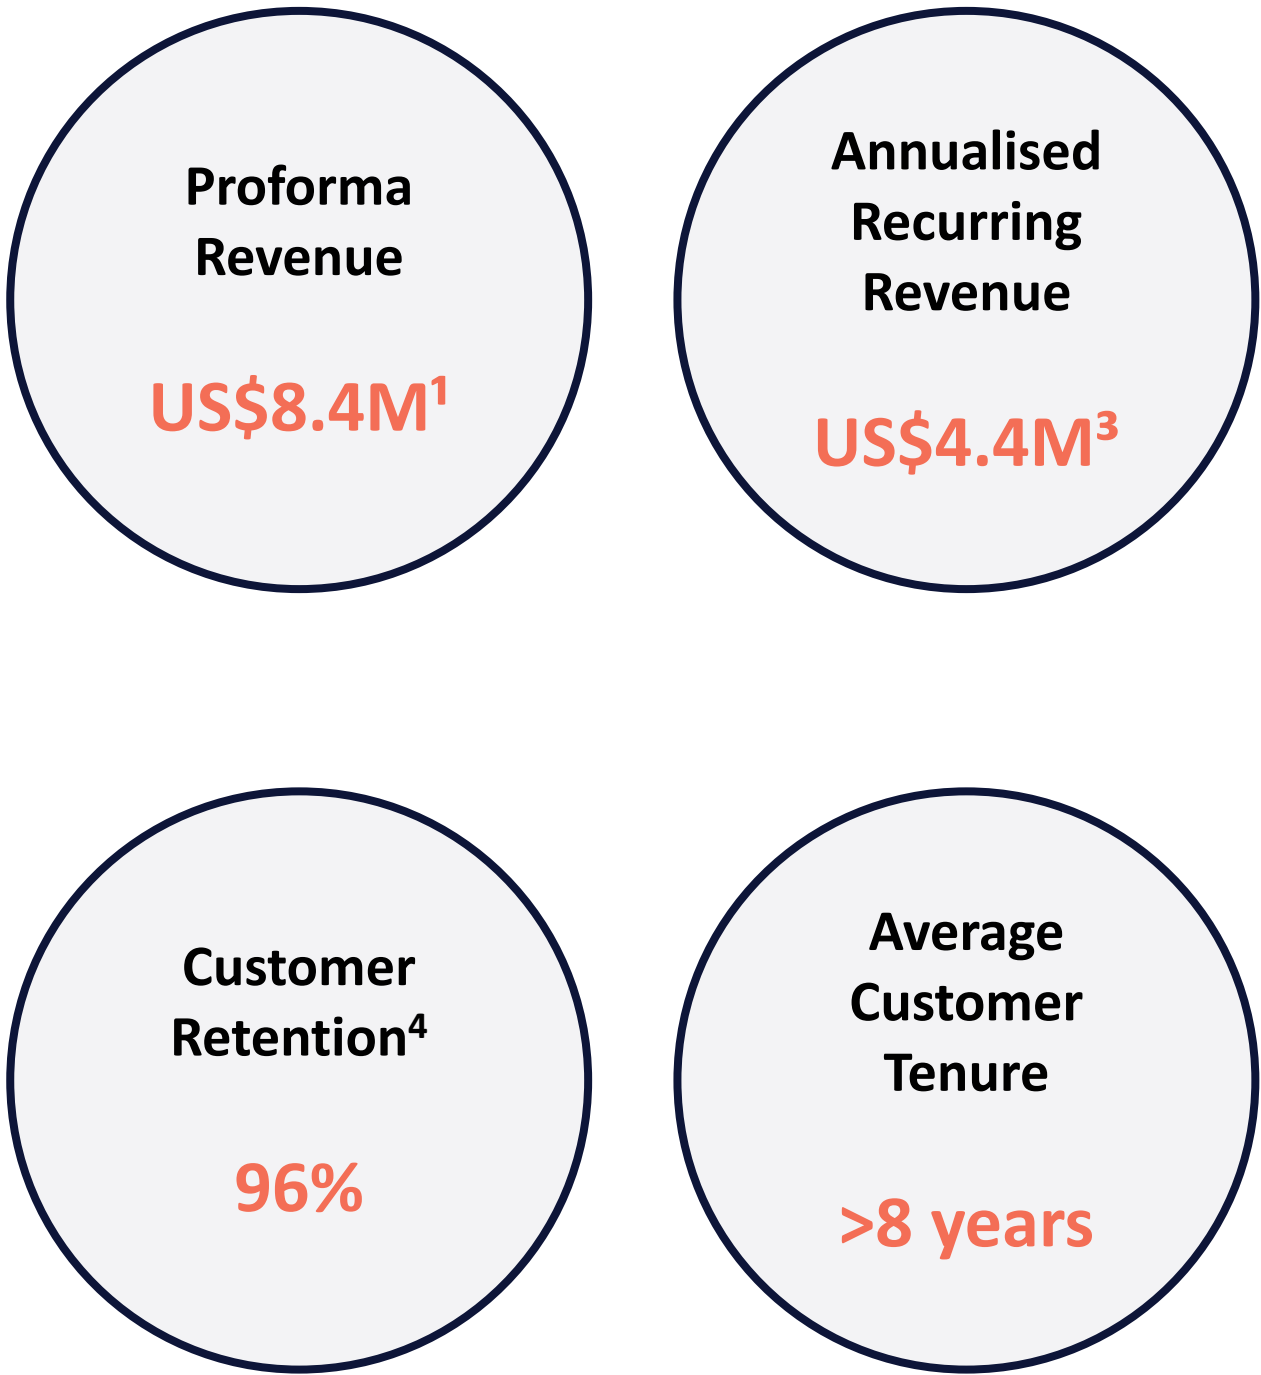 Proforma
Revenue
US$8.4M¹
Annualised
Recurring
Revenue
US$4.4M³
Customer
Retention⁴
96%
Average
Customer
Tenure
>8 years